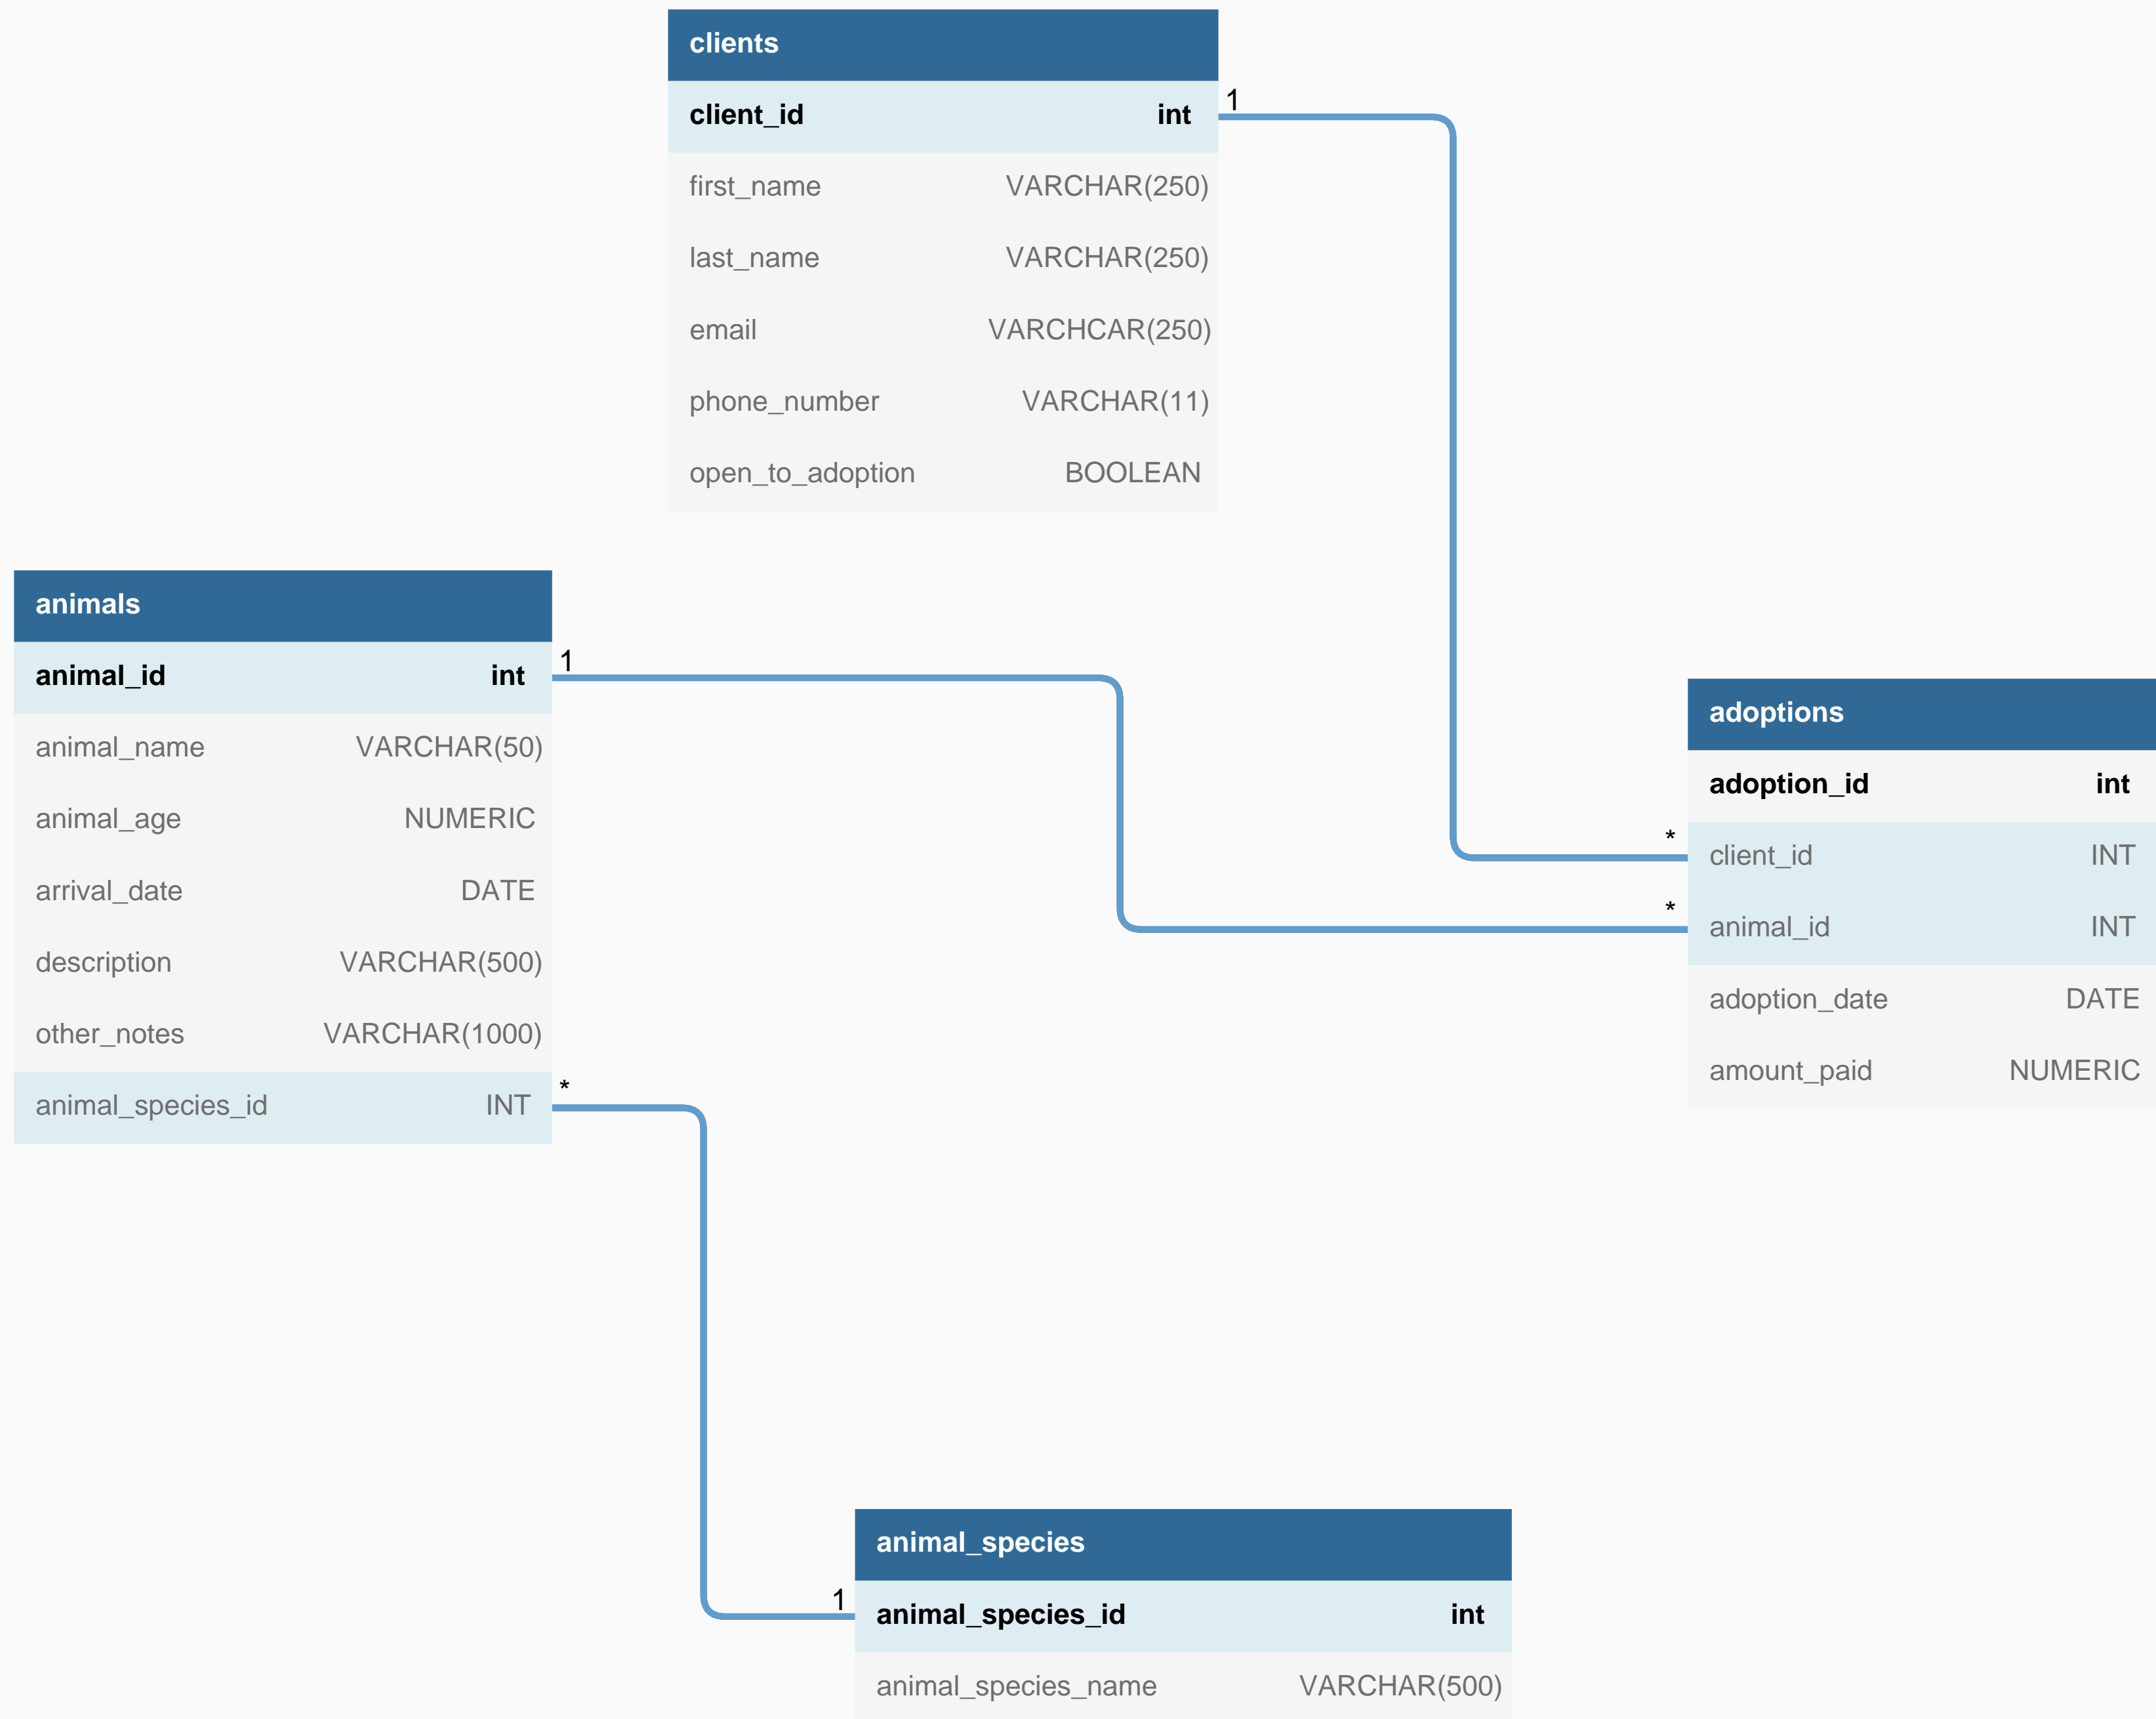 clients
client_id int
first_name VARCHAR(250)
last_name VARCHAR(250)
email VARCHCAR(250)
phone_number VARCHAR(11)
open_to_adoption BOOLEAN
1
animals
animal_id int
animal_name VARCHAR(50)
animal_age NUMERIC
arrival_date DATE
description VARCHAR(500)
other_notes VARCHAR(1000)
animal_species_id INT
1
*
adoptions
adoption_id int
client_id INT
animal_id INT
adoption_date DATE
amount_paid NUMERIC
*
*
animal_species
animal_species_id int
animal_species_name VARCHAR(500)
1